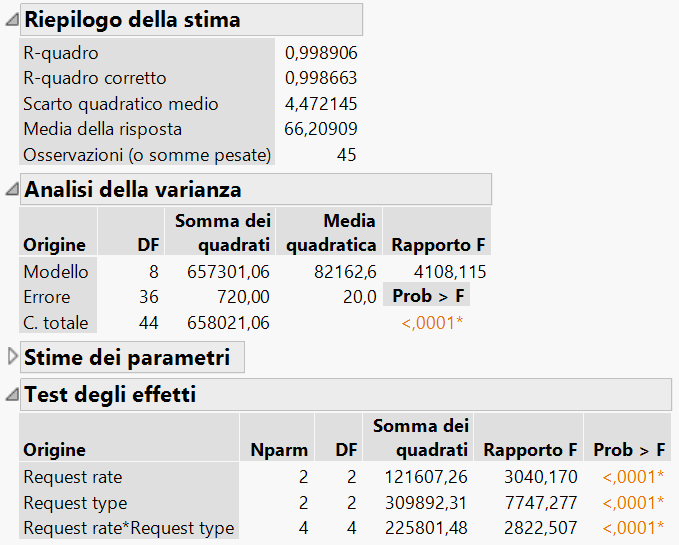 Riepilogo della stima
R-quadro 0,998906
R-quadro corretto 0,998663
Scarto quadratico medio 4,472145
Media della risposta 66,20909
Osservazioni (o somme pesate) 45
Analisi della varianza
Somma dei Media
Origine DF quadrati quadratica Rapporto F
Modello 8 657301,06 82162,6 4108,115
Errore 36 720,00 20,0 Prob > F
C. totale 44 658021,06 <,0001*
Stime dei parametri
Test degli effetti
Somma dei
Origine Nparm DF quadrati Rapporto F Prob > F
Request rate 2 2 121607,26 3040,170 <,0001*
Request type 2 2 309892,31 7747,277 <,0001*
Request rate*Request type 4 4 225801,48 2822,507 <,0001*